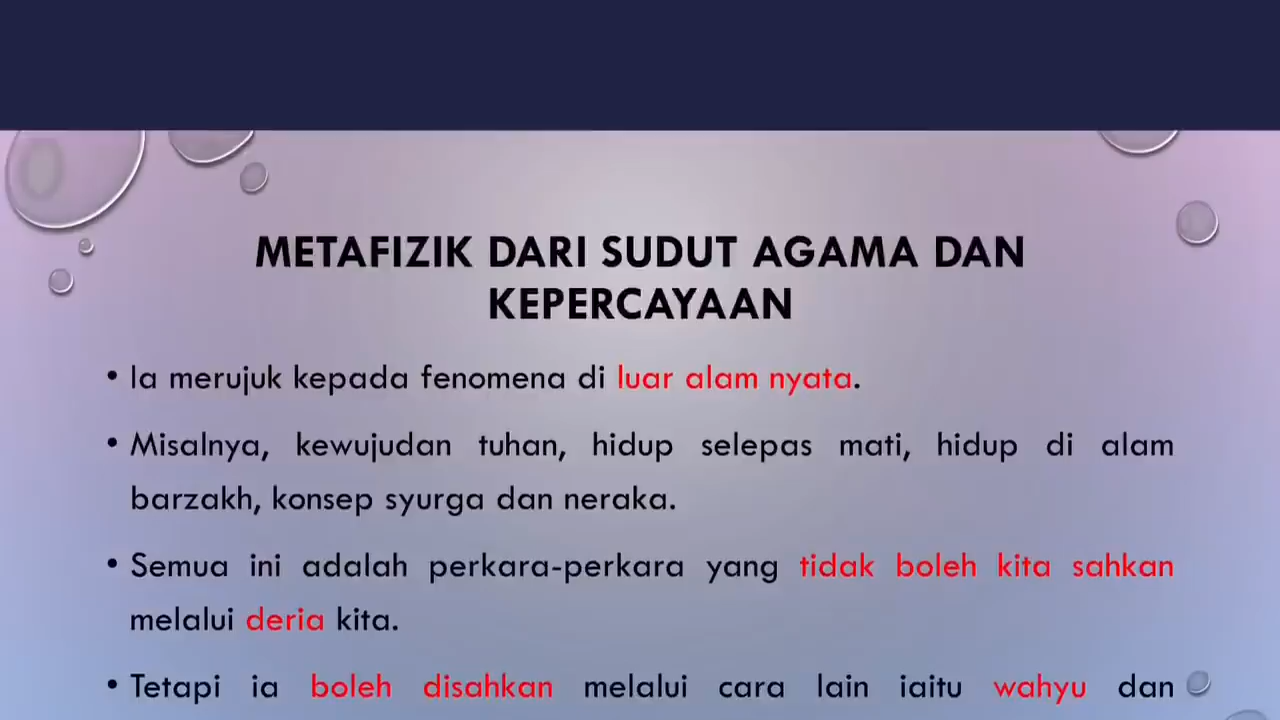 METAFIZIK DARI SUDUT AGAMA DAN
KEPERCAYAAN
• Ia merujuk kepada fenomena di luar alam nyata.
• Misalnya, kewujudan tuhan, hidup selepas mati, hidup di alam
barzakh, konsep syurga dan neraka.
• Semua ini adalah perkara-perkara yang tidak boleh kita sahkan
melalui deria kita.
• Tetapi ia boleh disahkan melalui cara lain iaitu wahyu dan